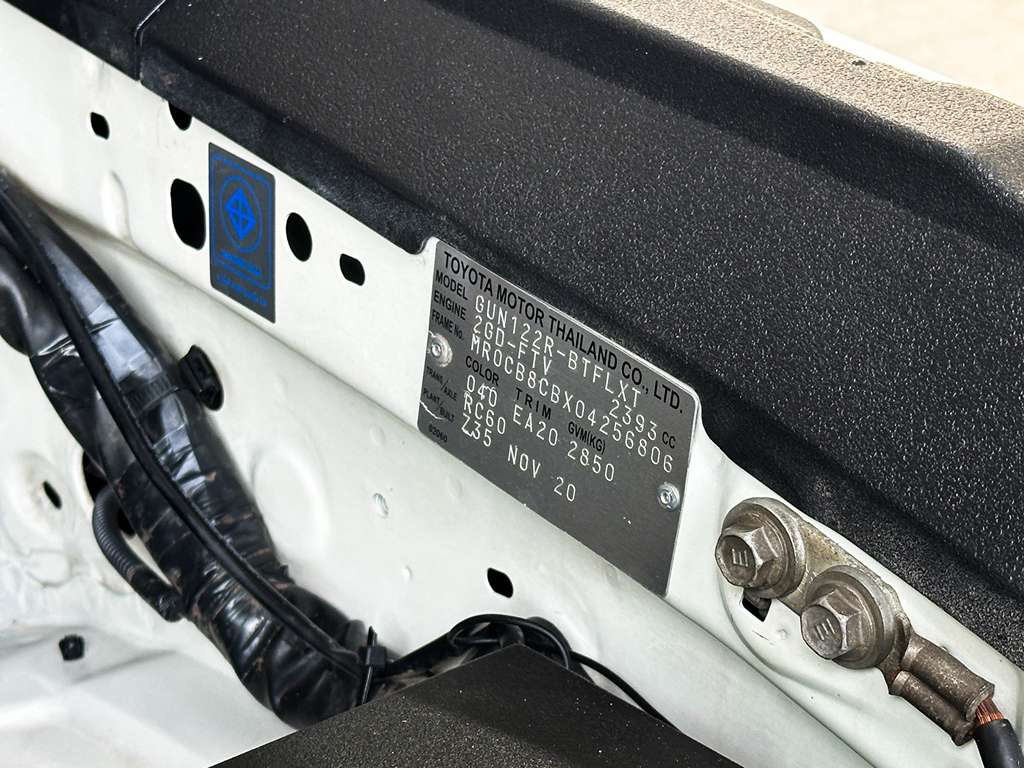 TOYOTA MOTOR THAILAND CO., LTD.
MODEL GUN122R-BTFLXT
ENGINE 2GD-FTV 2393 CC
FRAME No. MR0CB8CBX04256806
COLOR TRIM GVM(KG)
040 EA20 2850
TRANS/AXLE RC60
PLANT/BUILT Z35 NOV 20
02060